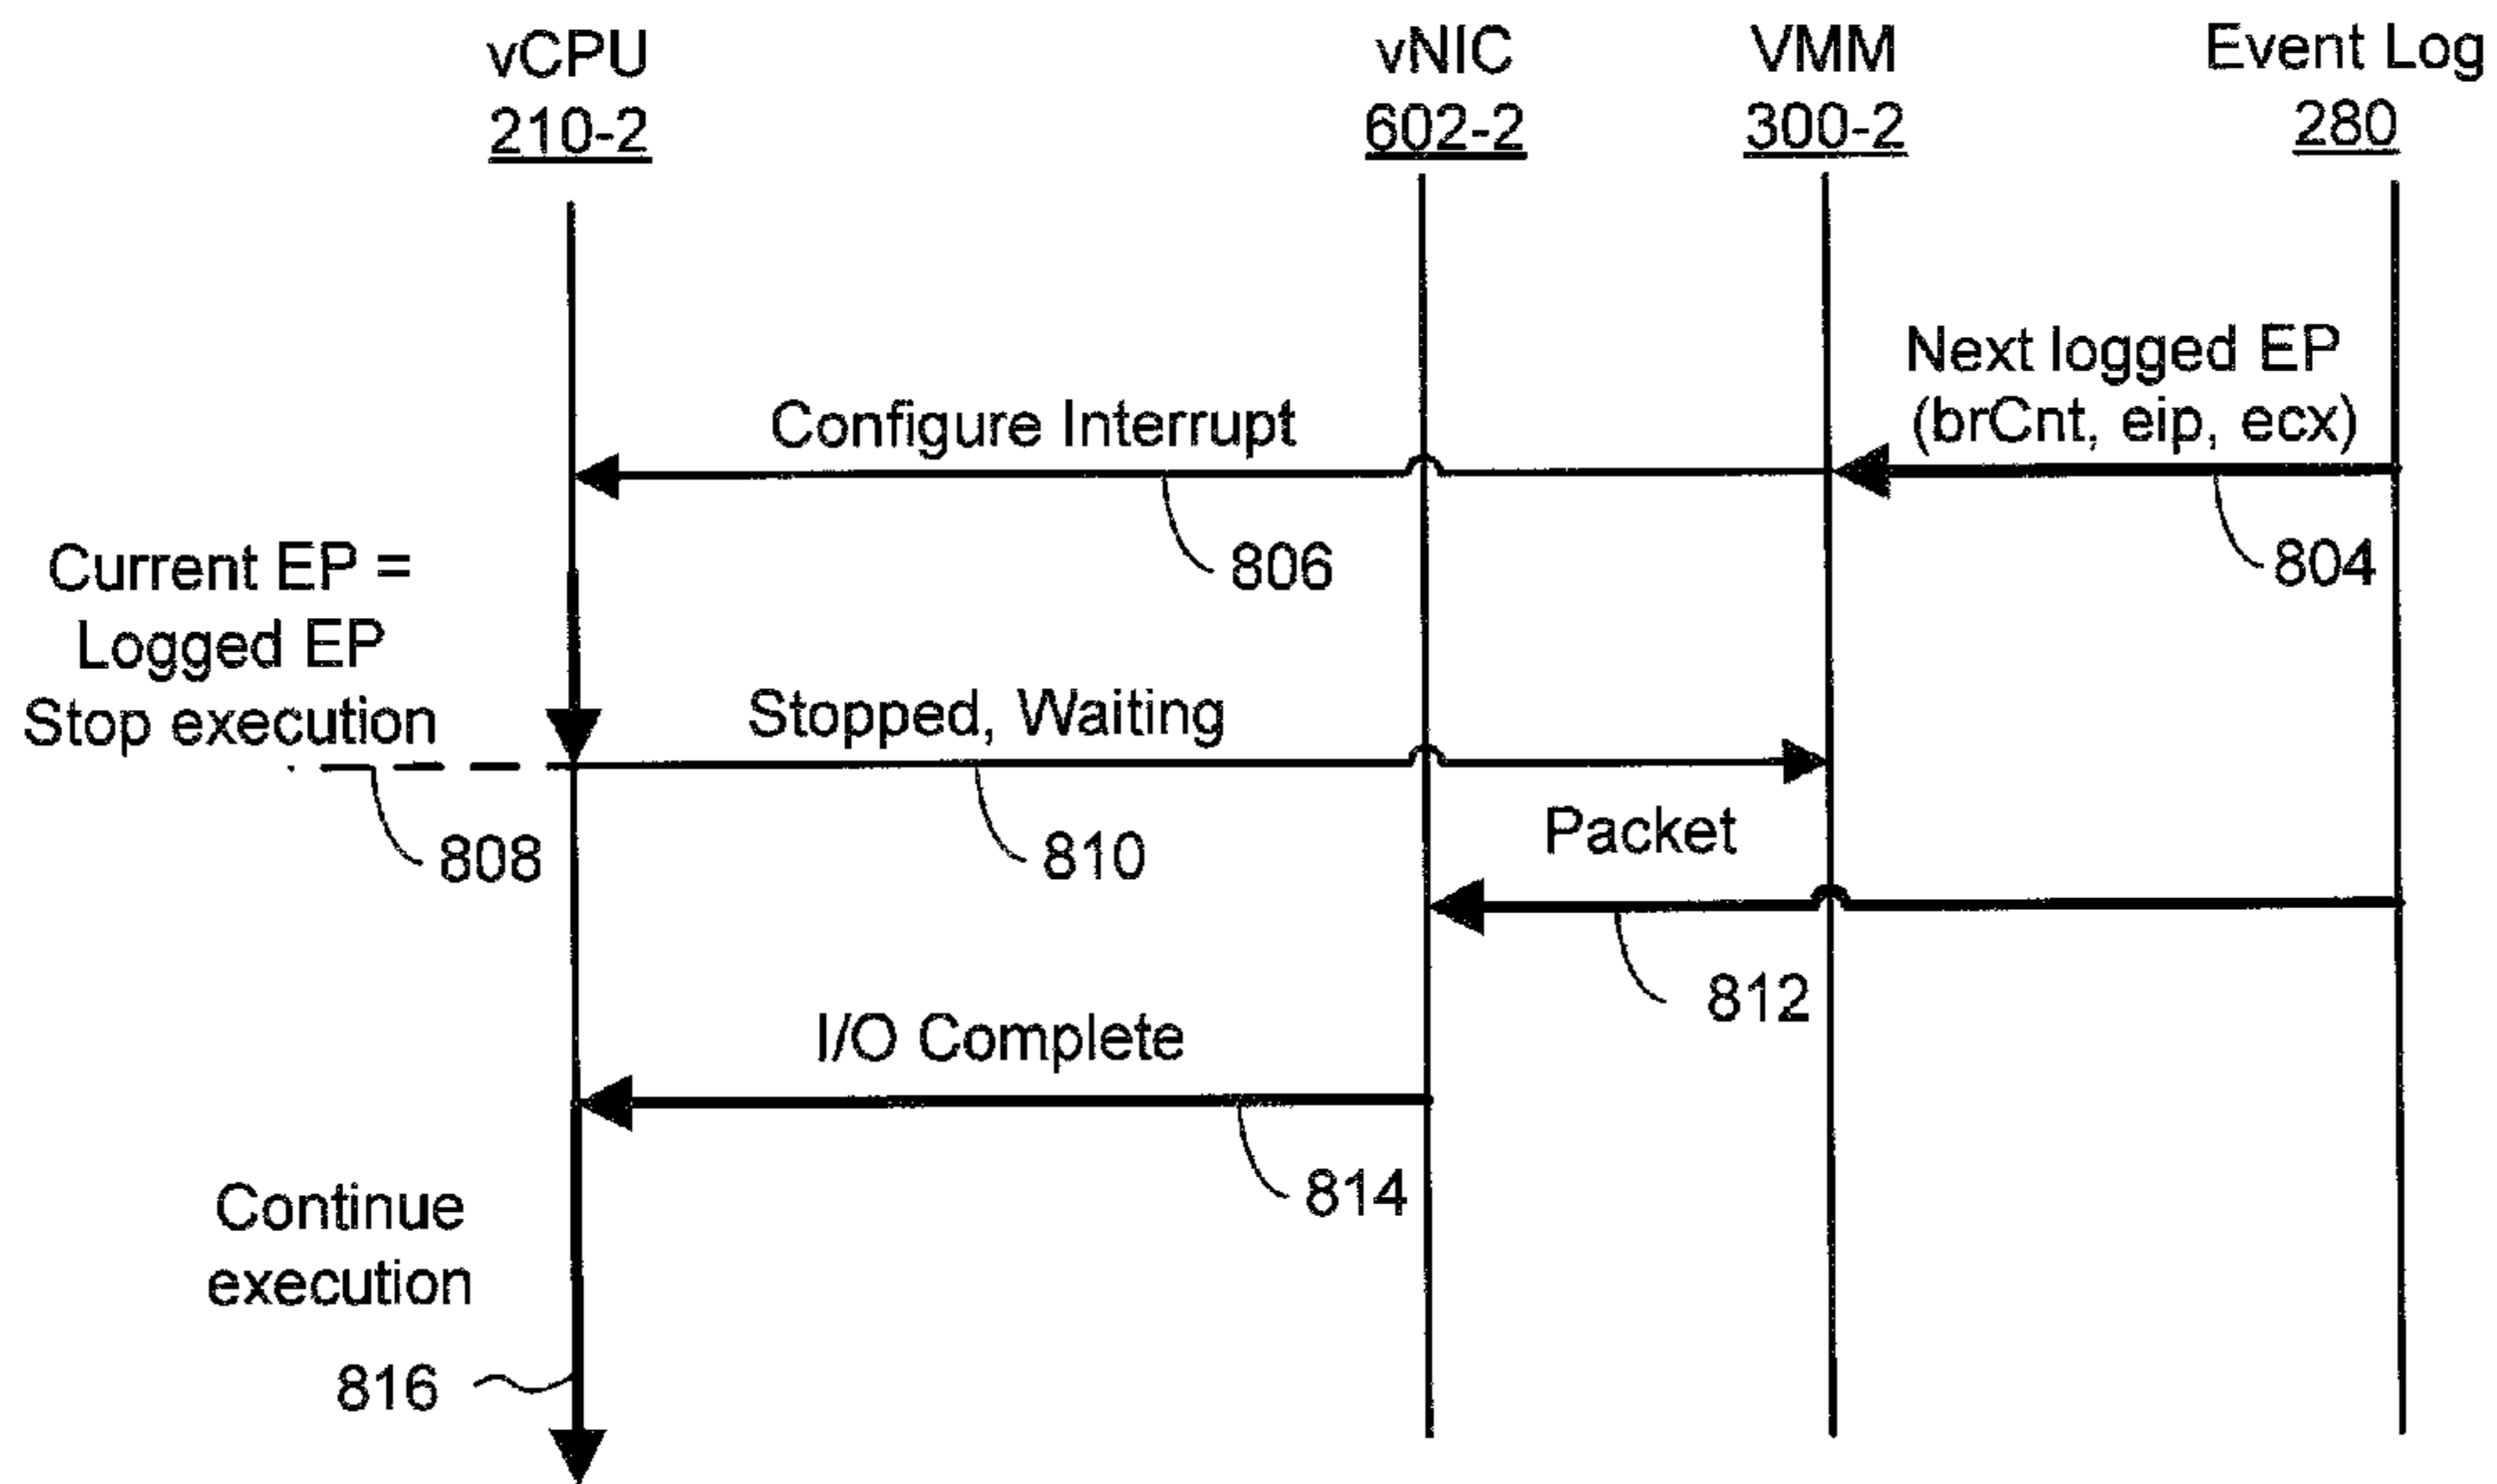 vCPU
210-2
vNIC
602-2
VMM
300-2
Event Log
280
Next logged EP
(brCnt, eip, ecx)
Configure Interrupt
806
804
Current EP =
Logged EP
Stop execution
Stopped, Waiting
808
810
Packet
812
I/O Complete
814
Continue
execution
816